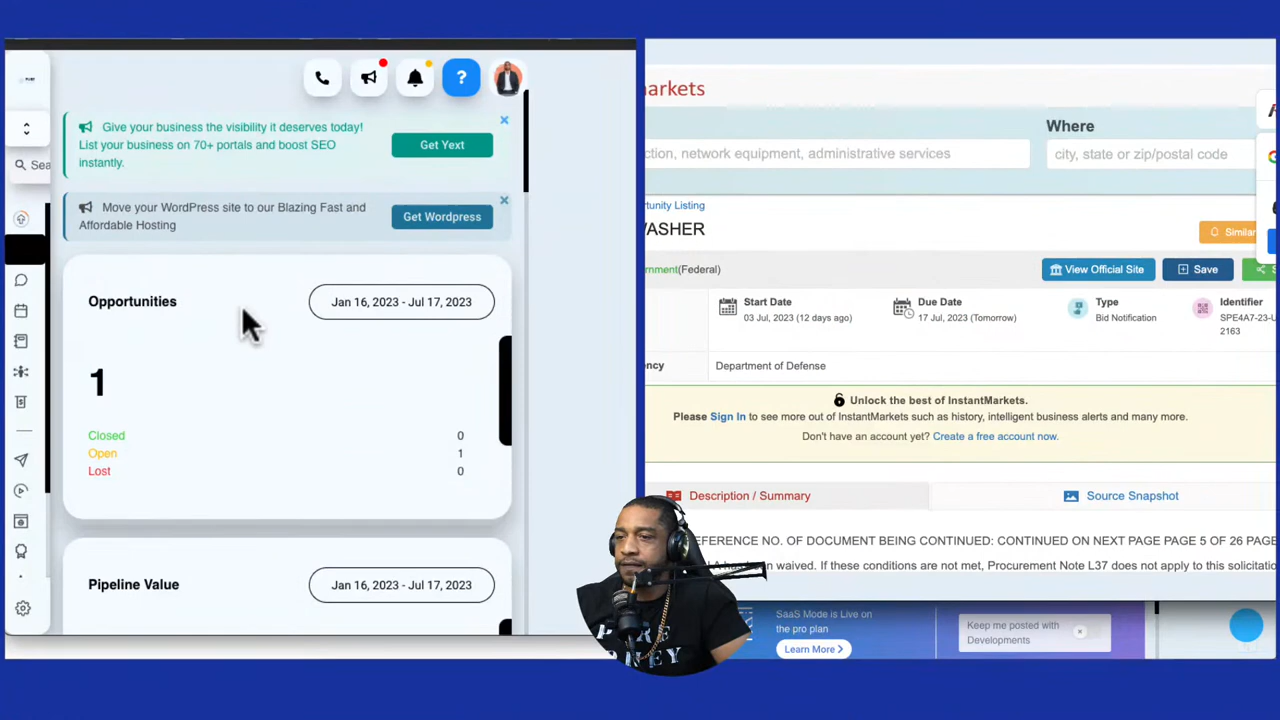 Give your business the visibility it deserves today!
List your business on 70+ portals and boost SEO
instantly.
Get Yext
Move your WordPress site to our Blazing Fast and
Affordable Hosting
Get Wordpress
Sea
?
Opportunities
Jan 16, 2023 - Jul 17, 2023
1
Closed
0
Open
1
Lost
0
Pipeline Value
Jan 16, 2023 - Jul 17, 2023
arkets
Where
ction, network equipment, administrative services
city, state or zip/postal code
rtunity Listing
WASHER
Similar
rnment(Federal)
View Official Site
Save
S
Start Date
03 Jul, 2023 (12 days ago)
Due Date
17 Jul, 2023 (Tomorrow)
Type
Bid Notification
Identifier
SPE4A7-23-U
2163
ency
Department of Defense
Unlock the best of InstantMarkets.
Please Sign In to see more out of InstantMarkets such as history, intelligent business alerts and many more.
Don't have an account yet? Create a free account now.
Description / Summary
Source Snapshot
EFERENCE NO. OF DOCUMENT BEING CONTINUED: CONTINUED ON NEXT PAGE PAGE 5 OF 26 PAGE
waived. If these conditions are not met, Procurement Note L37 does not apply to this solicitatio
SaaS Mode is Live on
the pro plan
Learn More
Keep me posted with
Developments